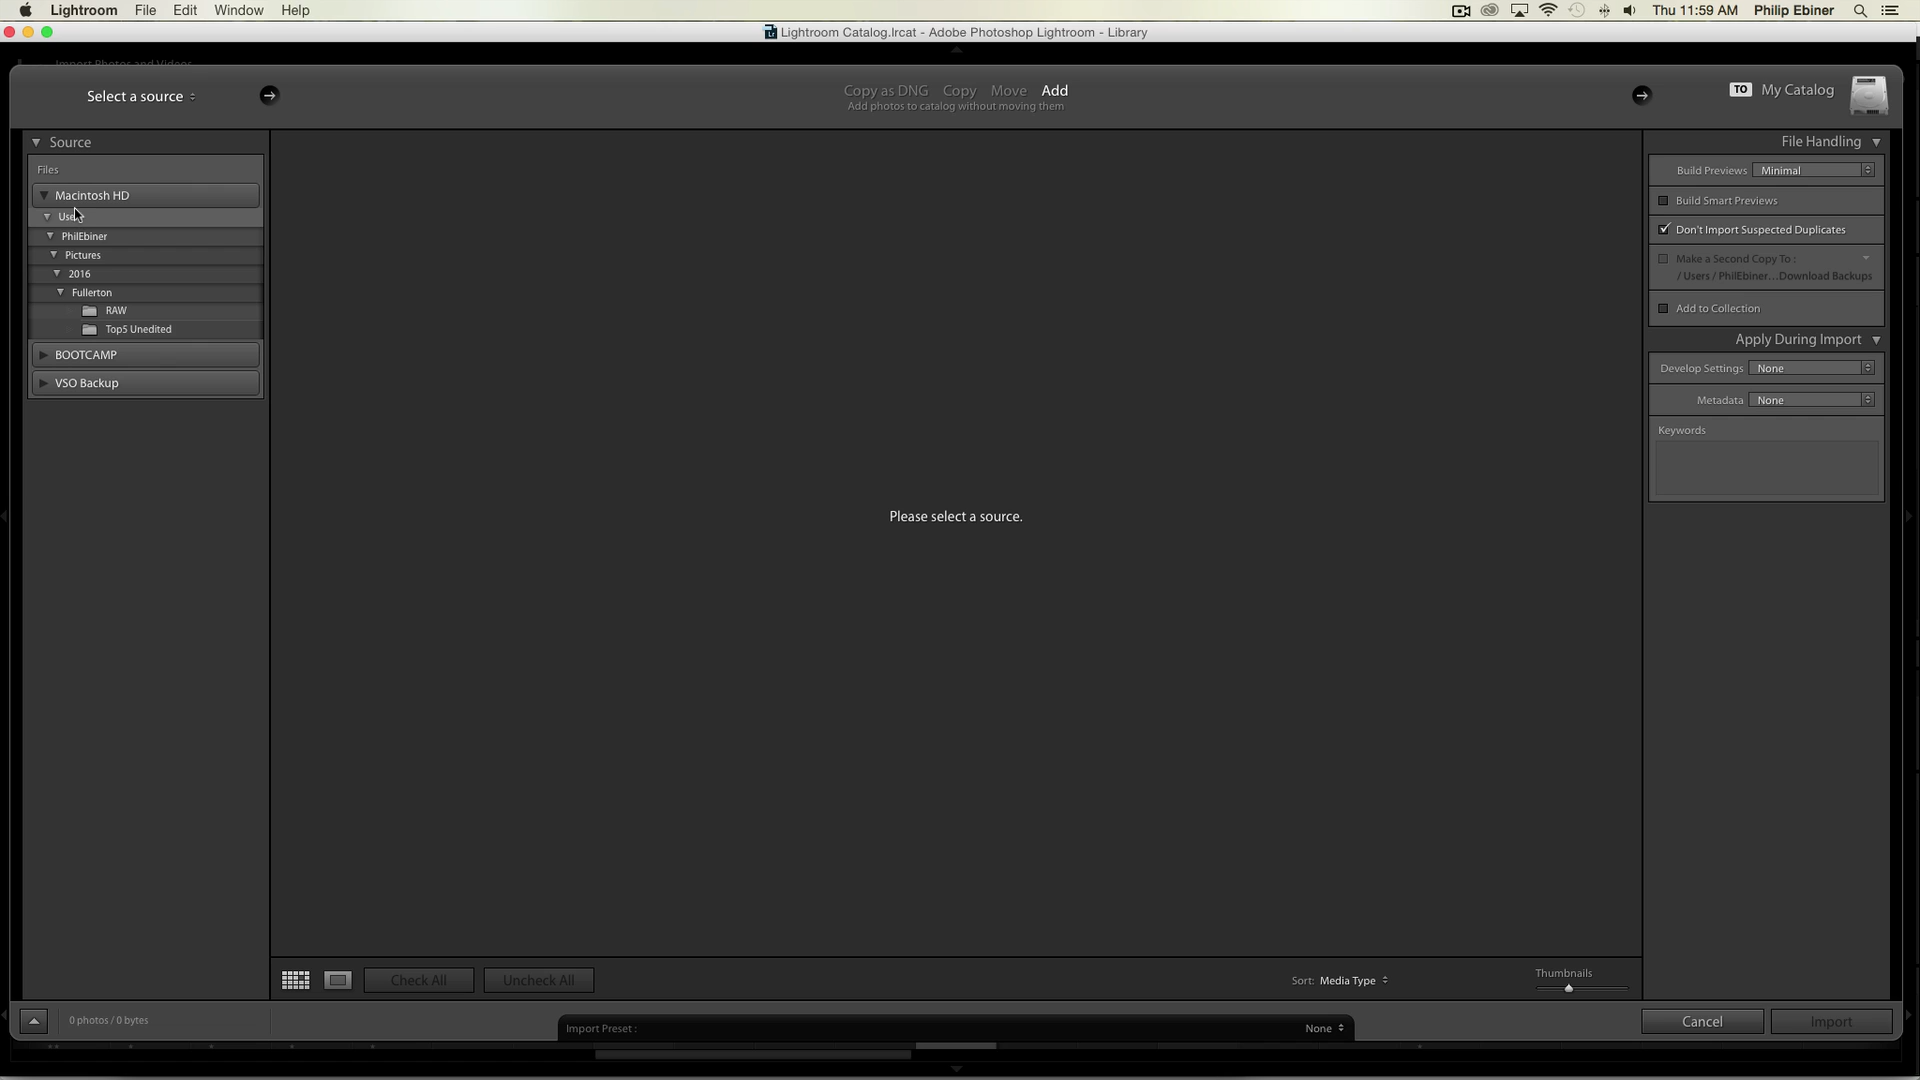 Lightroom File Edit Window Help
Thu 11:59 AM Philip Ebiner
Lightroom Catalog.lrcat - Adobe Photoshop Lightroom - Library
Import Photos and Videos
Select a source
Copy as DNG Copy Move Add
Add photos to catalog without moving them
TO My Catalog
Source
Files
Macintosh HD
PhilEbiner
Pictures
2016
Fullerton
RAW
Top5 Unedited
BOOTCAMP
VSO Backup
Please select a source.
File Handling
Build Previews Minimal
Build Smart Previews
Don't Import Suspected Duplicates
Make a Second Copy To :
/ Users / PhilEbiner...Download Backups
Add to Collection
Apply During Import
Develop Settings None
Metadata None
Keywords
Check All Uncheck All
Sort: Media Type
Thumbnails
0 photos / 0 bytes
Import Preset : None
Cancel Import